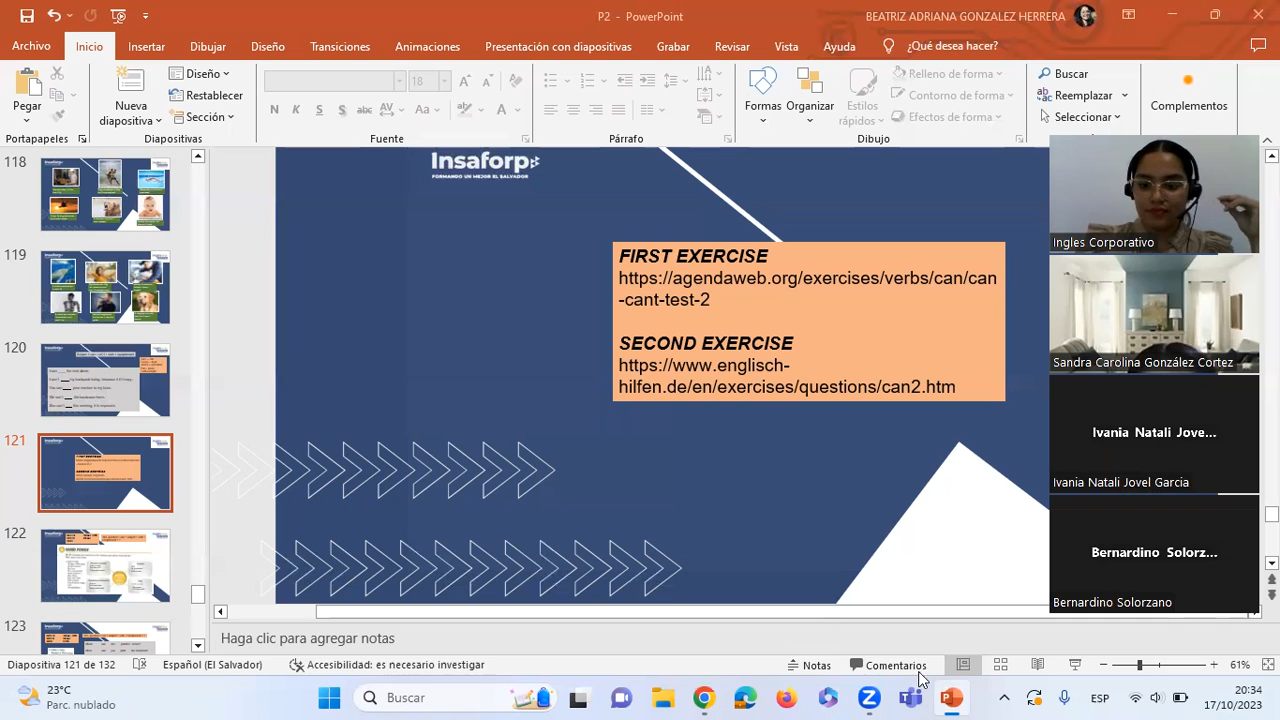 P2 - PowerPoint
BEATRIZ ADRIANA GONZALEZ HERRERA
Archivo
Inicio
Insertar
Dibujar
Diseño
Transiciones
Animaciones
Presentación con diapositivas
Grabar
Revisar
Vista
Ayuda
¿Qué desea hacer?
Pegar
Portapapeles
Nueva
diapositiva
Diseño
Restablecer
Sección
Diapositivas
18
N K S abc AV Aa A
Fuente
Párrafo
Formas
Organizar
Estilos
rápidos
Relleno de forma
Contorno de forma
Efectos de forma
Dibujo
Buscar
Reemplazar
Seleccionar
Complementos
118
119
120
121
122
123
Insaforp
FORMANDO UN MEJOR EL SALVADOR
FIRST EXERCISE
https://agendaweb.org/exercises/verbs/can/can
-cant-test-2
SECOND EXERCISE
https://www.englisch-
hilfen.de/en/exercises/questions/can2.htm
Ingles Corporativo
Sandra Carolina González Cortez
Ivania Natali Jove...
Ivania Natali Jovel Garcia
Bernardino Solorz...
Bernardino Solorzano
Haga clic para agregar notas
Diapositiva 121 de 132
Español (El Salvador)
Accesibilidad: es necesario investigar
Notas
Comentarios
61%
23°C
Parc. nublado
Buscar
ESP
20:34
17/10/2023